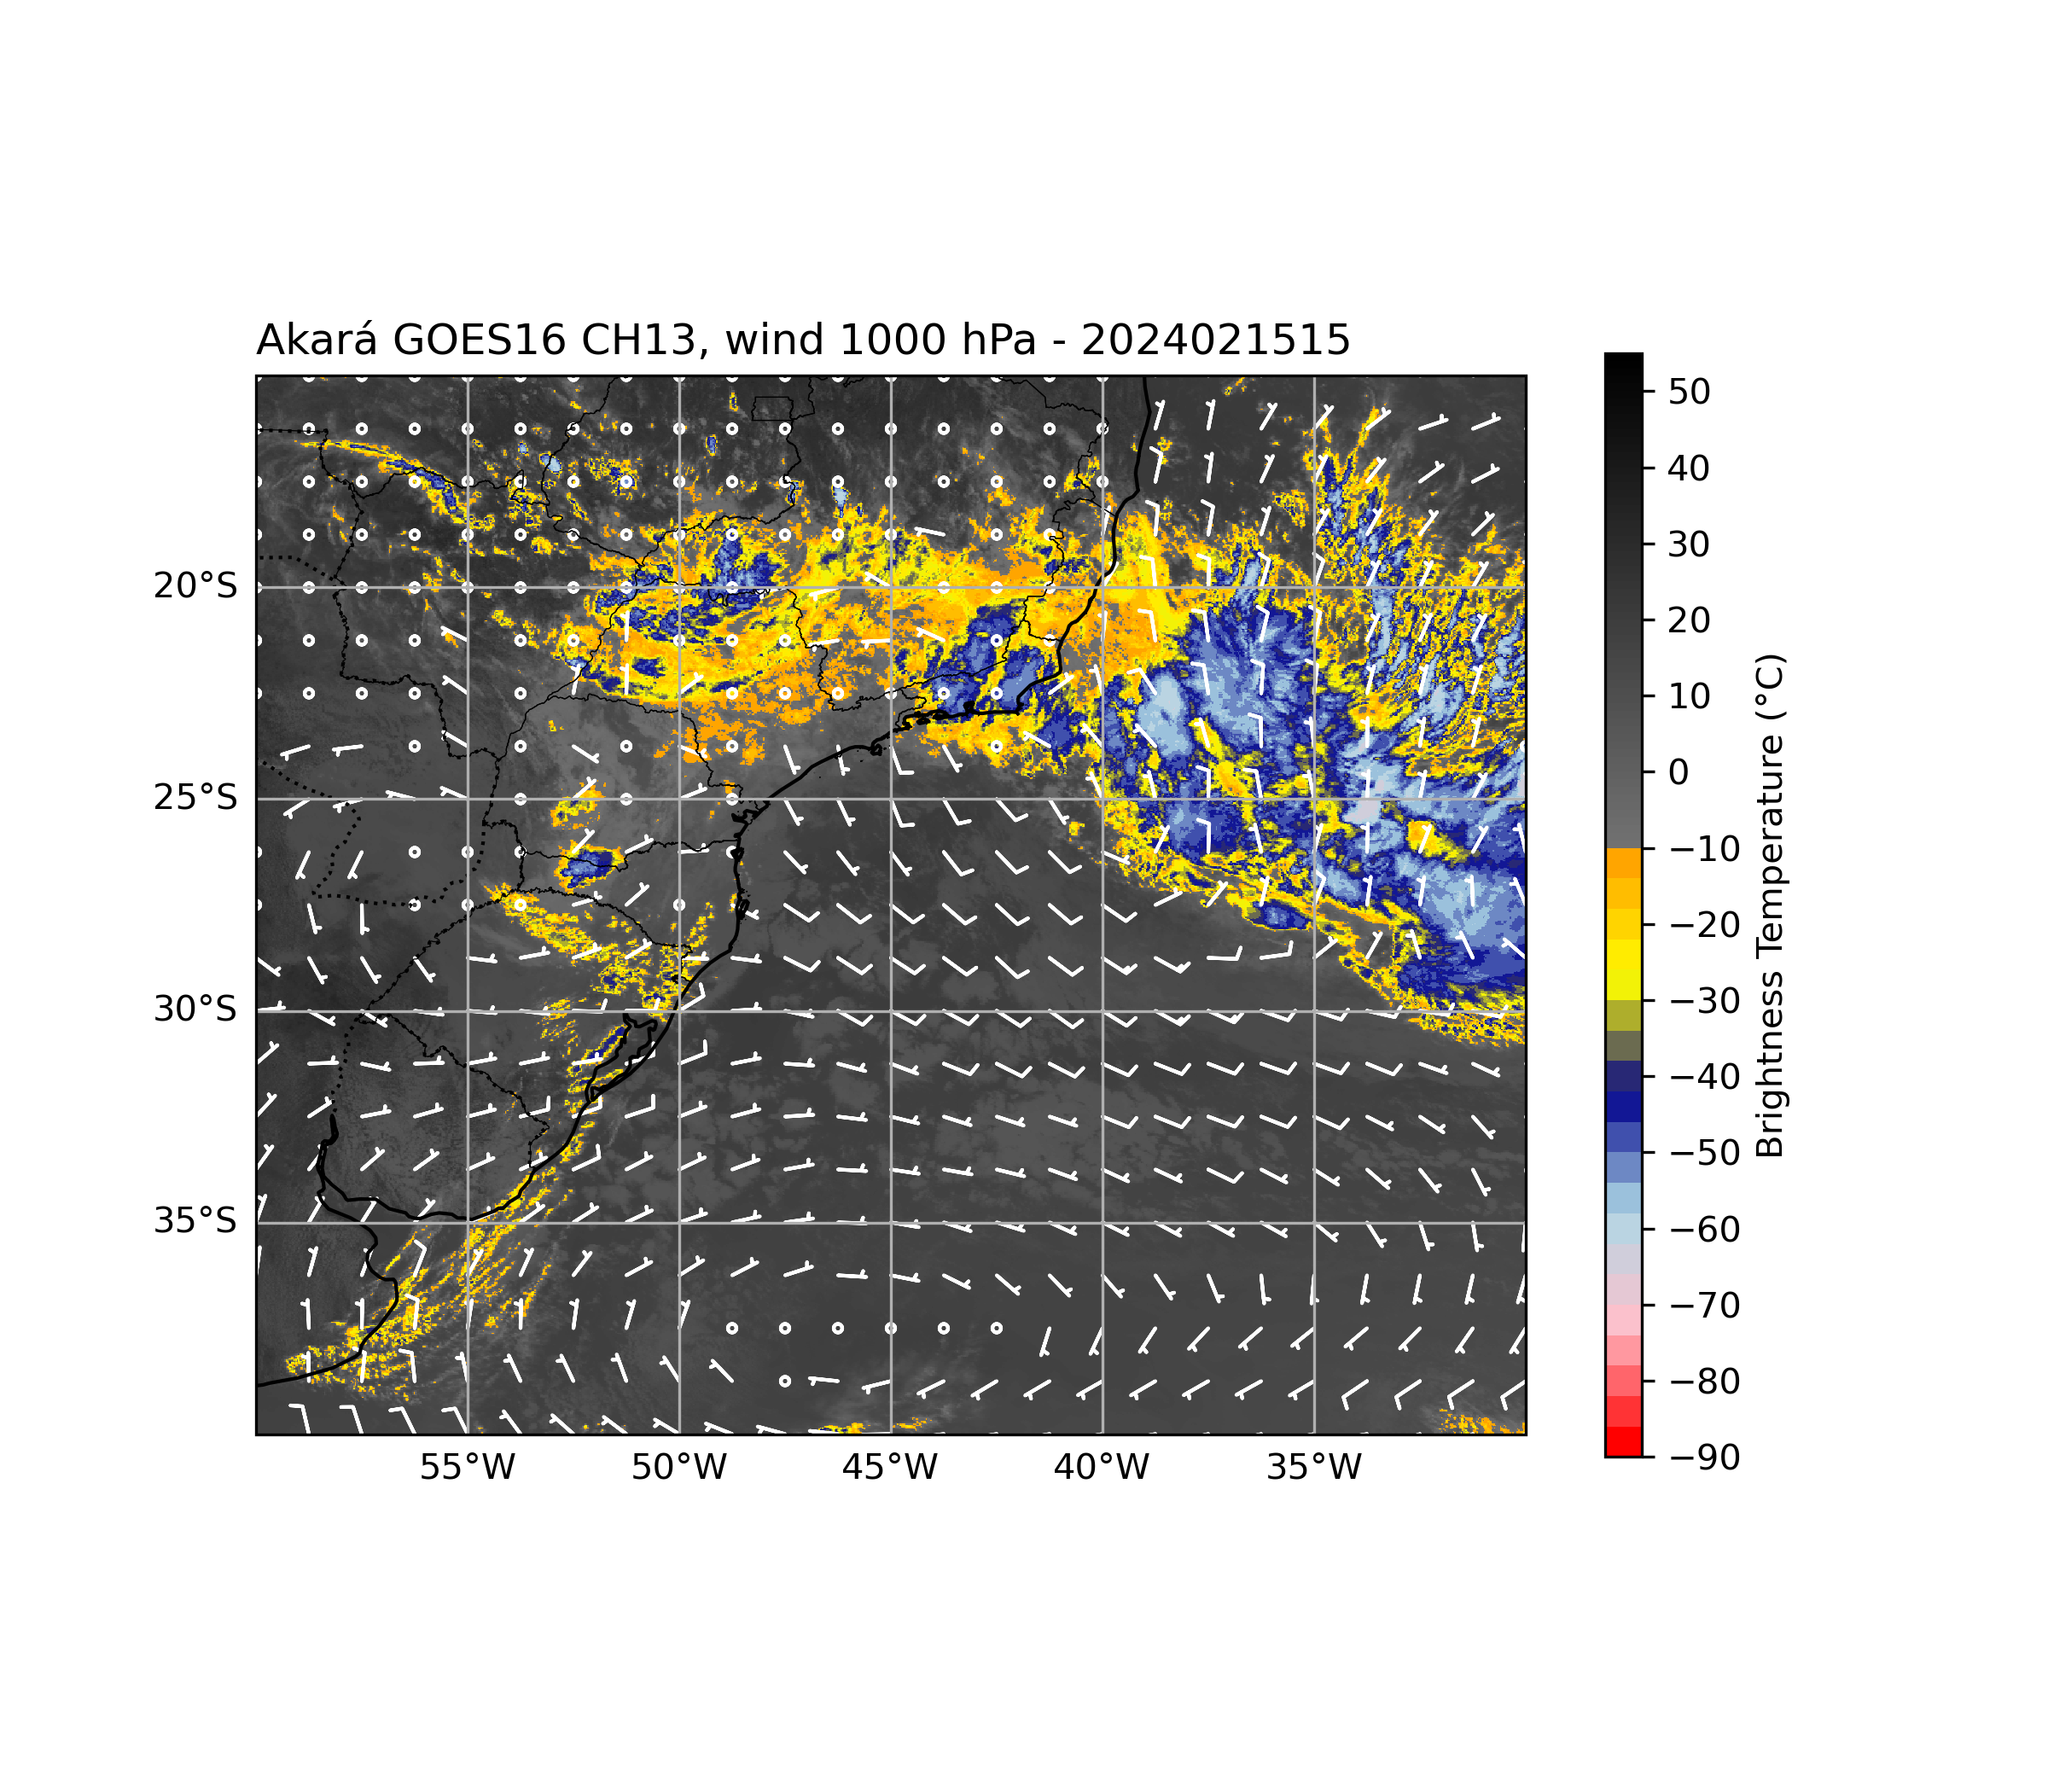 Akará GOES16 CH13, wind 1000 hPa - 2024021515
20°S
25°S
30°S
35°S
55°W
50°W
45°W
40°W
35°W
50
40
30
20
10
0
−10
−20
−30
−40
−50
−60
−70
−80
−90
Brightness Temperature (°C)